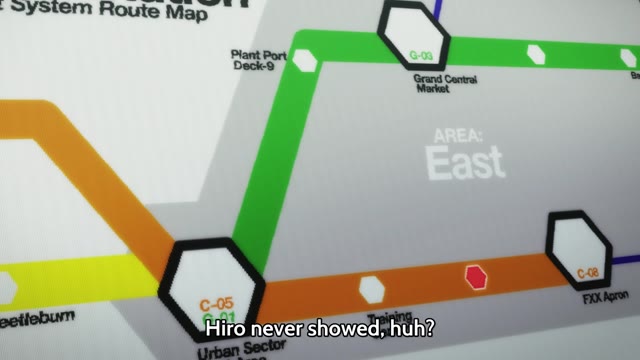 System Route Map
Plant Port
Deck-9
G-03
Grand Central
Market
AREA:
East
C-05
G-01
C-08
FXX Apron
Training
Hiro never showed, huh?
Urban Sector